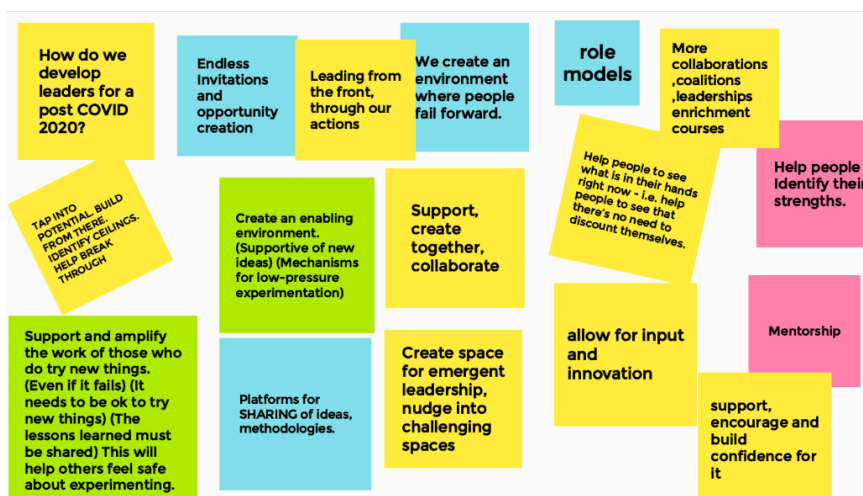 How do we
develop
leaders for a
post COVID
2020?
Endless
Invitations
and
opportunity
creation
Leading from
the front,
through our
actions
We create an
environment
where people
fail forward.
role
models
More
collaborations
,coalitions
,leaderships
enrichment
courses
TAP INTO
POTENTIAL. BUILD
FROM THERE.
IDENTIFY CEILINGS.
HELP BREAK
THROUGH
Create an enabling
environment.
(Supportive of new
ideas) (Mechanisms
for low-pressure
experimentation)
Support,
create
together,
collaborate
Help people to see
what is in their hands
right now - i.e. help
people to see that
there's no need to
discount themselves.
Help people
Identify their
strengths.
Support and amplify
the work of those who
do try new things.
(Even if it fails) (It
needs to be ok to try
new things) (The
lessons learned must
be shared) This will
help others feel safe
about experimenting.
Platforms for
SHARING of ideas,
methodologies.
Create space
for emergent
leadership,
nudge into
challenging
spaces
allow for input
and
innovation
Mentorship
support,
encourage and
build
confidence for
it